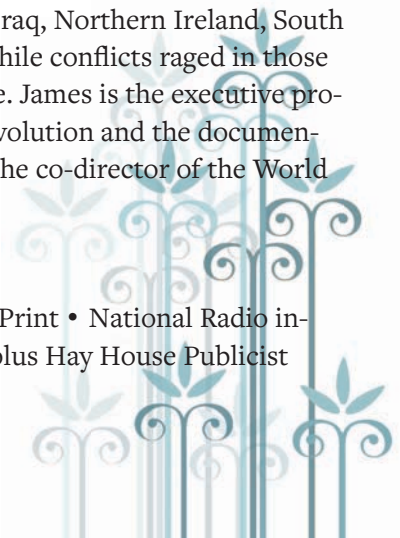 raq, Northern Ireland, South
hile conflicts raged in those
e. James is the executive pro-
volution and the documen-
he co-director of the World
Print • National Radio in-
plus Hay House Publicist